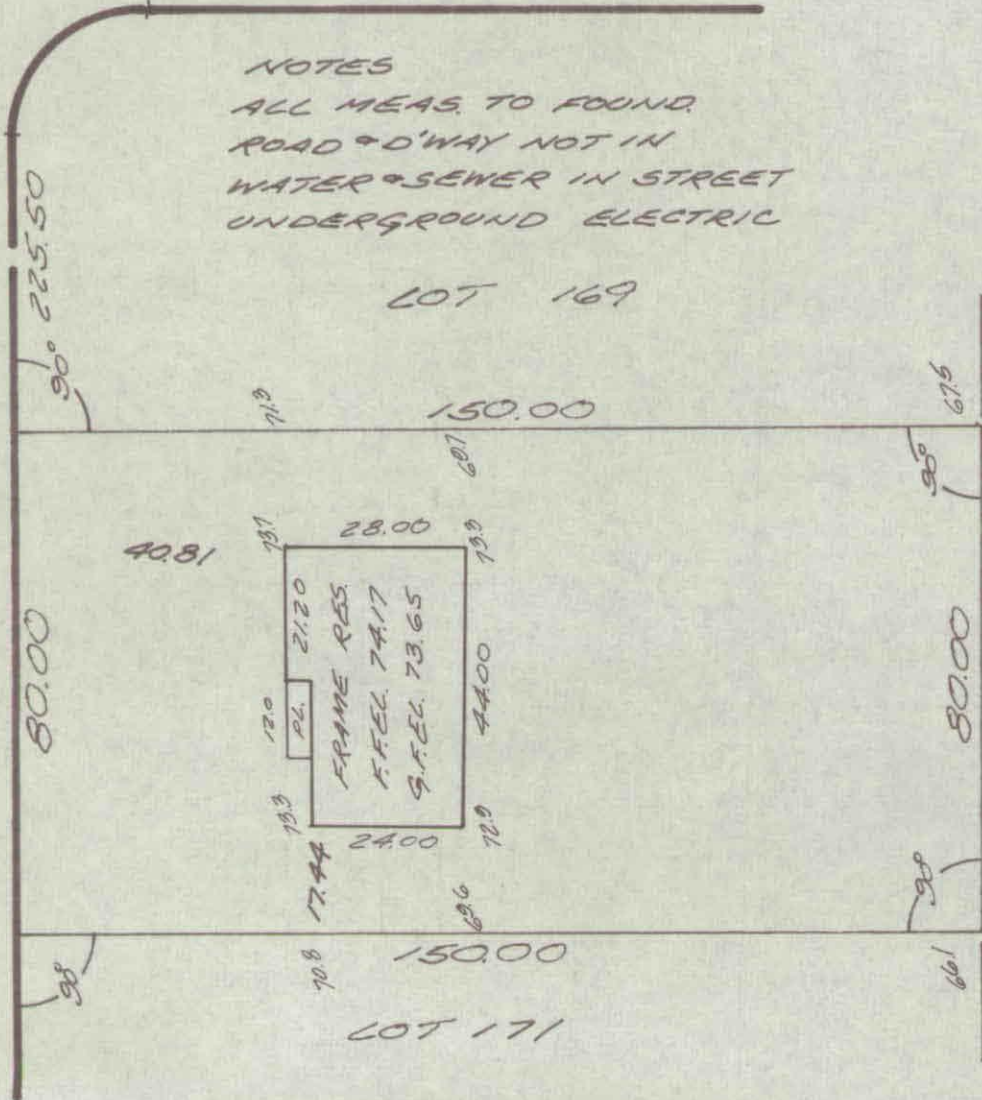 NOTES
ALL MEAS. TO FOUND.
ROAD & D'WAY NOT IN
WATER & SEWER IN STREET
UNDERGROUND ELECTRIC
225.50
90°
LOT 169
71.3
150.00
67.5
69.7
90°
40.81
73.7
28.00
73.3
80.00
21.20
FRAME RES.
F.F.EL. 74.17
G.F.EL. 73.65
12.0
PL.
44.00
80.00
73.3
24.00
72.9
17.44
69.6
90°
90°
70.8
150.00
66.1
LOT 171